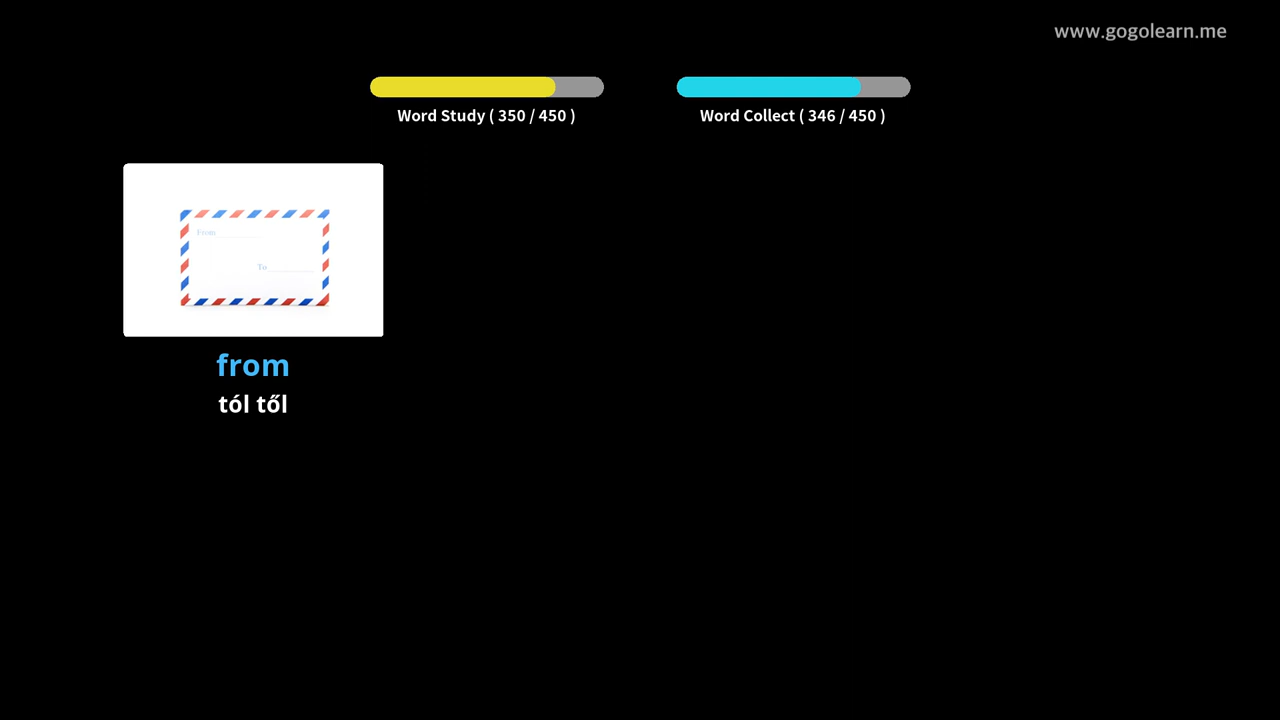 www.gogolearn.me
Word Study ( 350 / 450 )
Word Collect ( 346 / 450 )
From
To
from
tól től